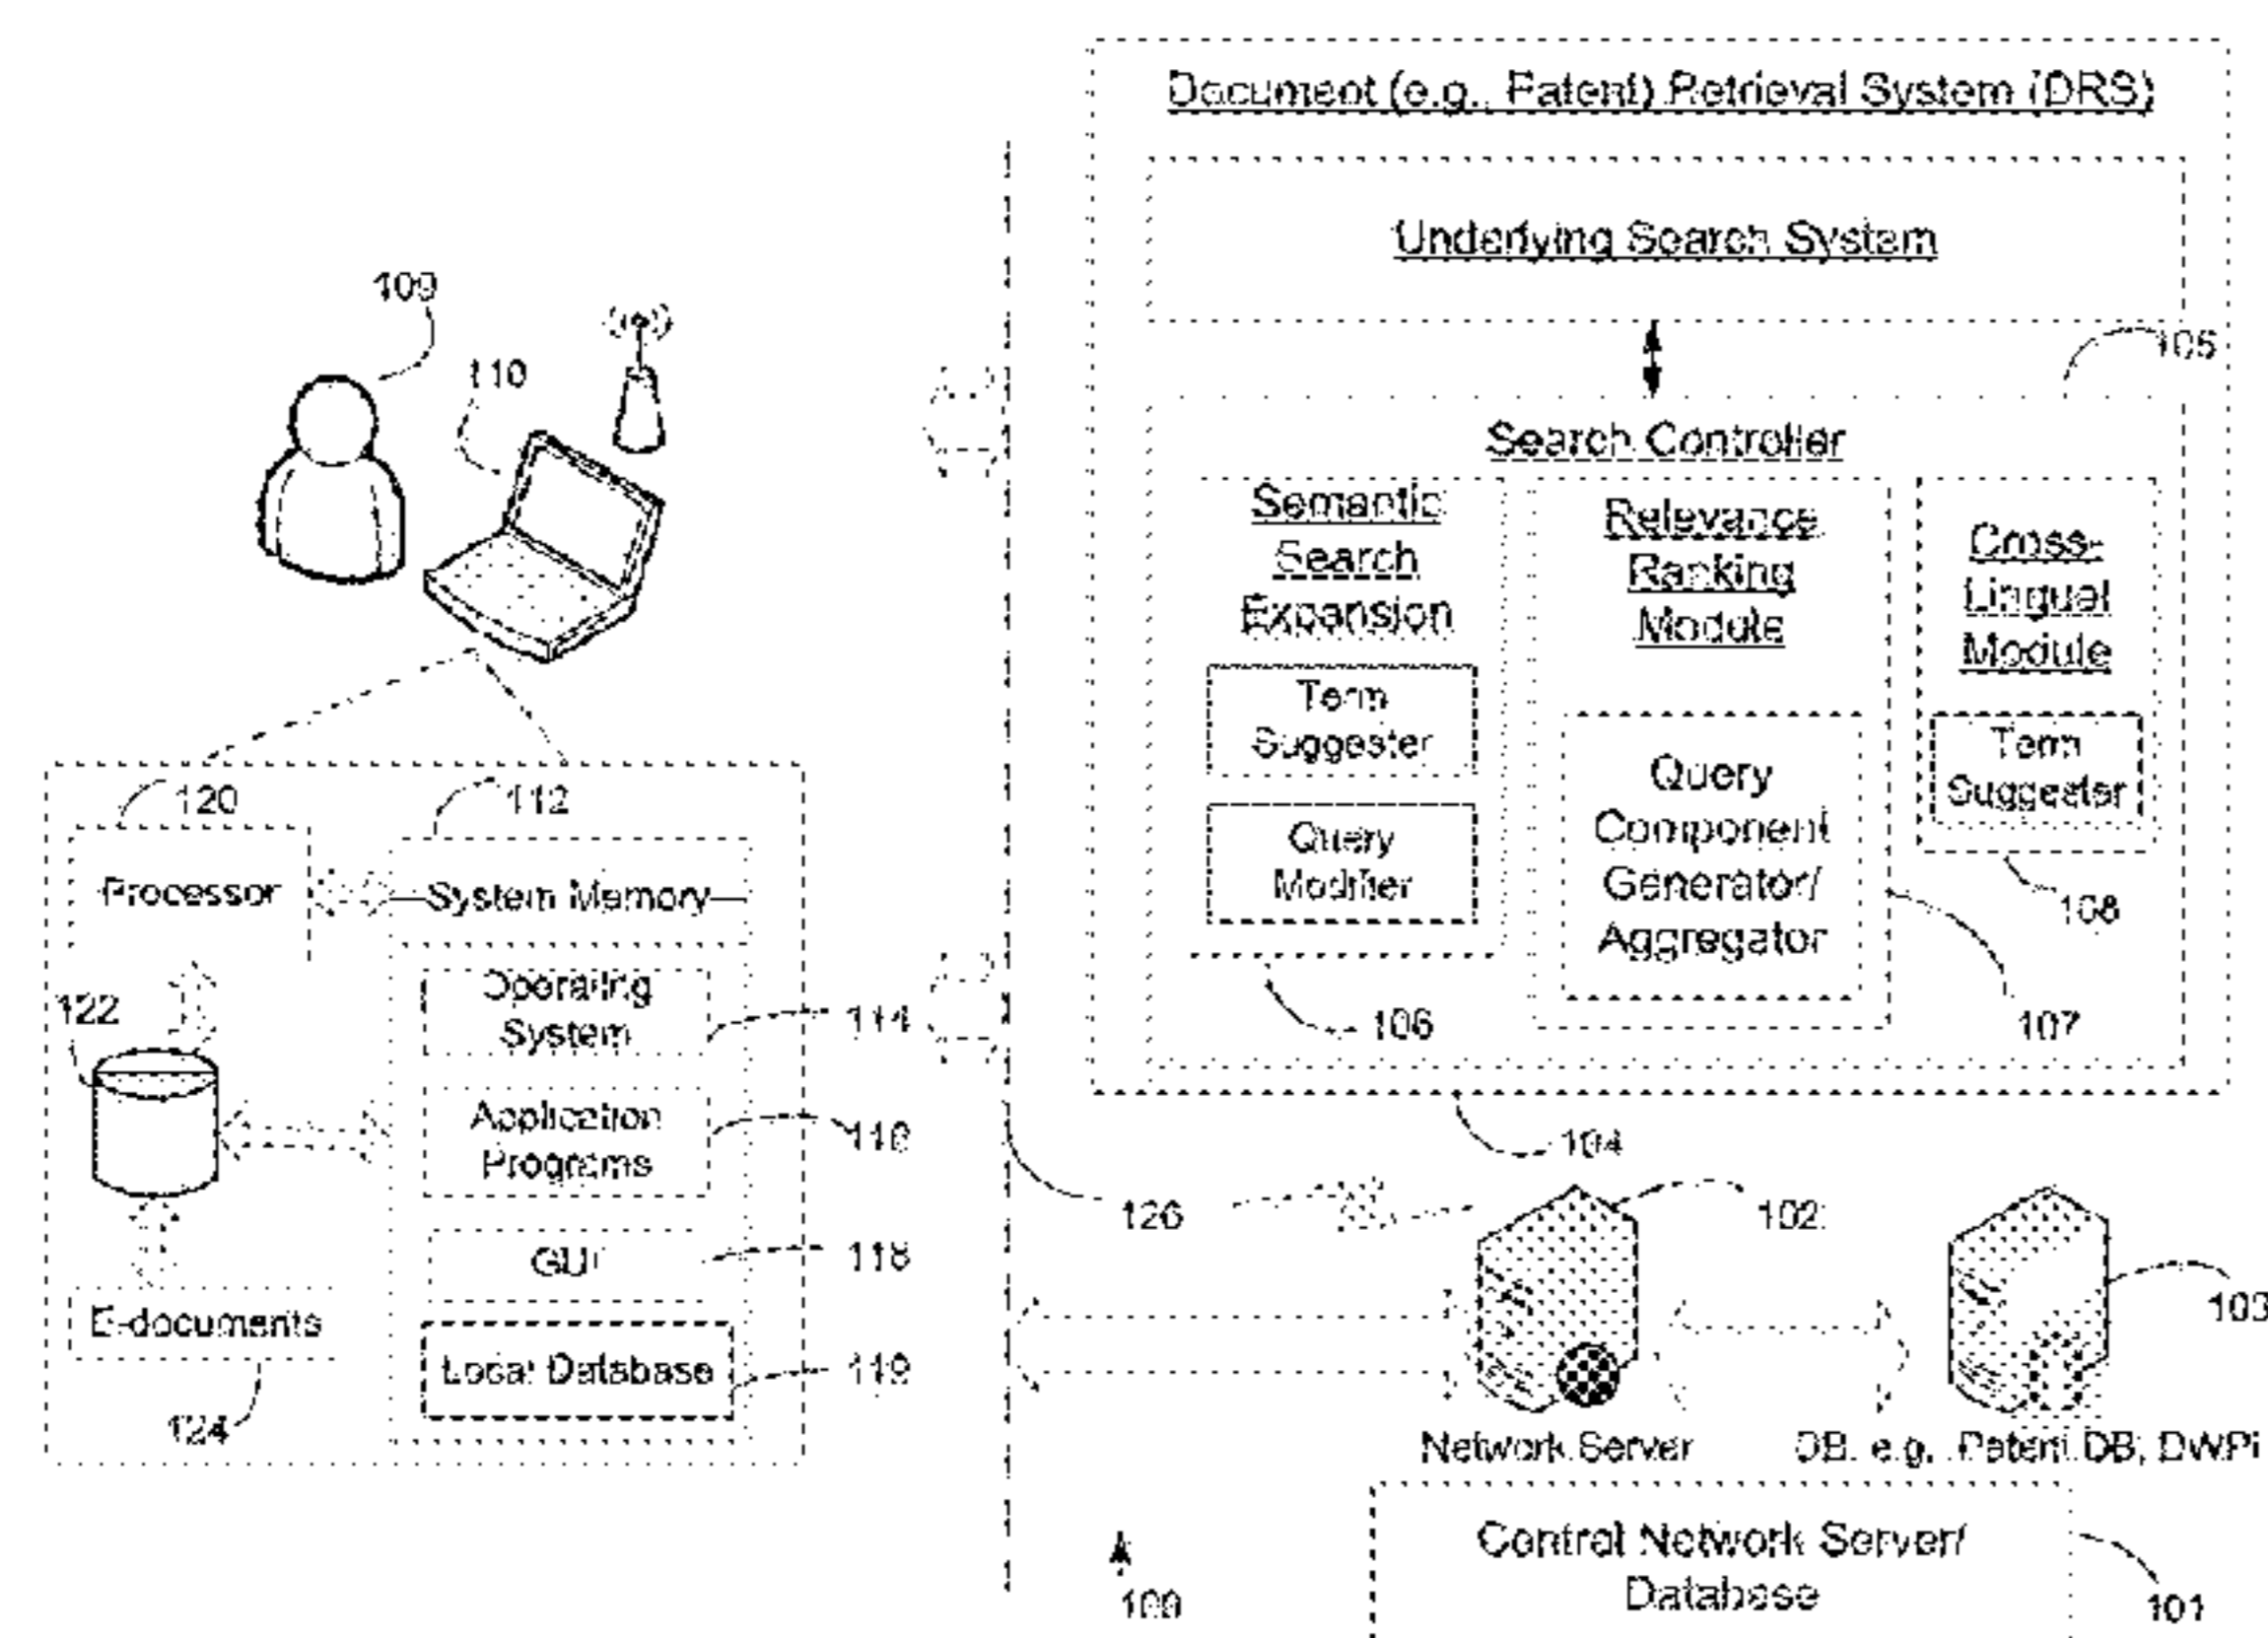 Document (e.g., Patent) Retrieval System (DRS)
Underlying Search System
105
Search Controller
Semantic
Search
Expansion
Term
Suggester
Query
Modifier
106
Relevance
Ranking
Module
Query
Component
Generator/
Aggregator
107
Cross-
Lingual
Module
Term
Suggester
108
104
109
110
120
112
Processor
System Memory
122
Operating
System
114
Application
Programs
116
GUI
118
Local Database
119
E-documents
124
126
102
103
Network Server
DB, e.g., Patent DB, DWPI
Central Network Server/
Database
101
100